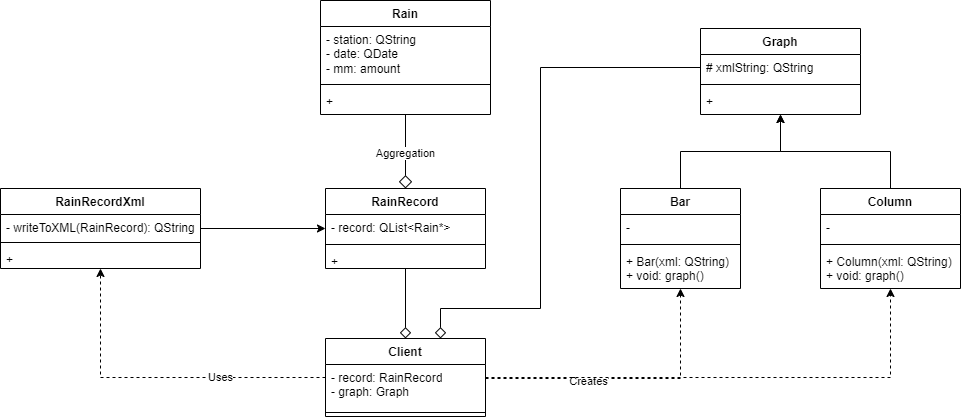 Rain
- station: QString
- date: QDate
- mm: amount
+
Graph
# xmlString: QString
+
Aggregation
RainRecordXml
- writeToXML(RainRecord): QString
+
RainRecord
- record: QList<Rain*>
+
Bar
-
+ Bar(xml: QString)
+ void: graph()
Column
-
+ Column(xml: QString)
+ void: graph()
Client
- record: RainRecord
- graph: Graph
Uses
Creates